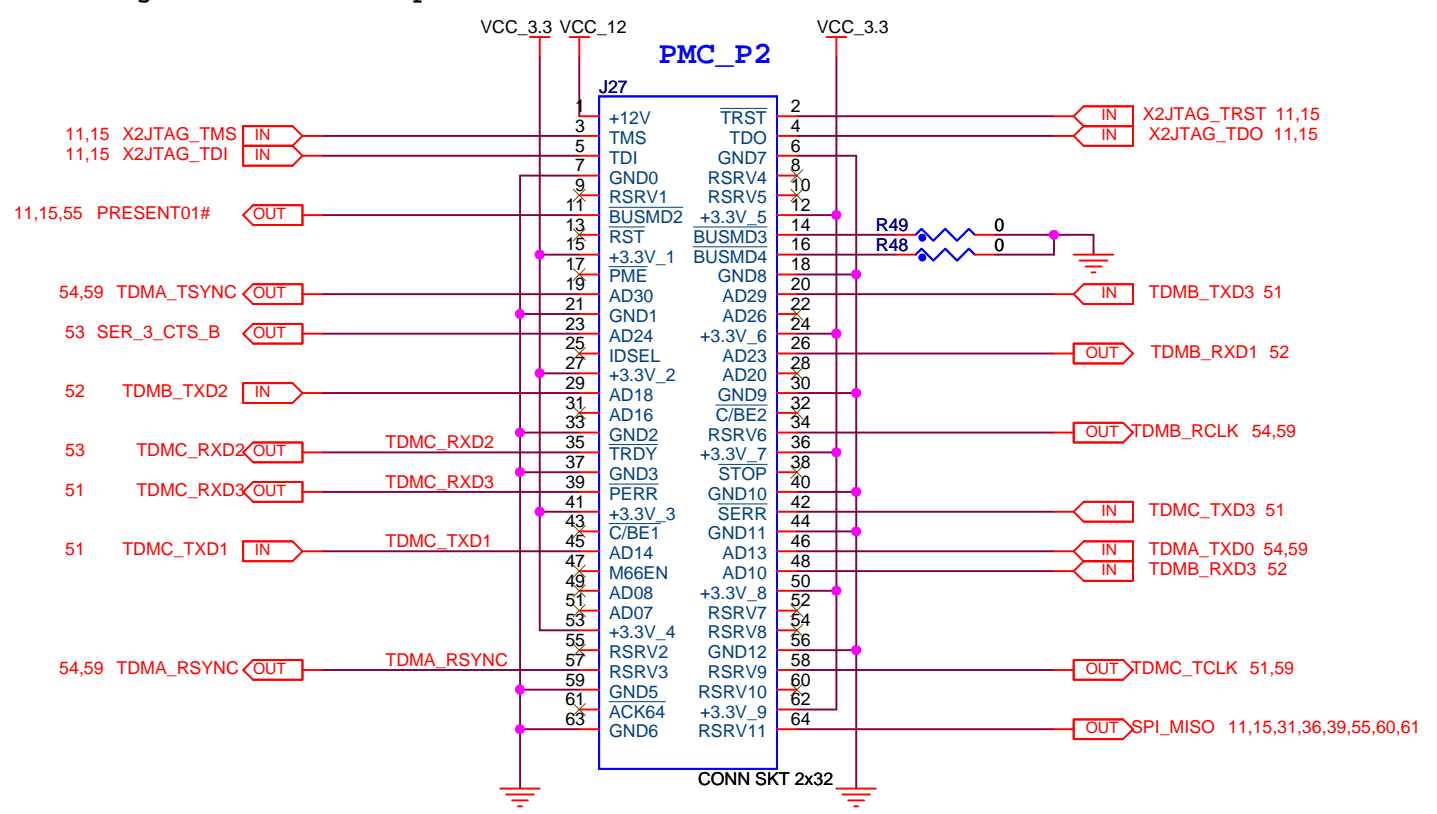 VCC_3.3 VCC_12 VCC_3.3
PMC_P2
J27
1 +12V TRST 2 IN X2JTAG_TRST 11,15
11,15 X2JTAG_TMS IN 3 TMS TDO 4 IN X2JTAG_TDO 11,15
11,15 X2JTAG_TDI IN 5 TDI GND7 6
7 GND0 RSRV4 8
9 RSRV1 RSRV5 10
11,15,55 PRESENT01# OUT 11 BUSMD2 +3.3V_5 12
13 RST BUSMD3 14 R49 0
15 +3.3V_1 BUSMD4 16 R48 0
17 PME GND8 18
54,59 TDMA_TSYNC OUT 19 AD30 AD29 20 IN TDMB_TXD3 51
21 GND1 AD26 22
53 SER_3_CTS_B OUT 23 AD24 +3.3V_6 24
25 IDSEL AD23 26 OUT TDMB_RXD1 52
27 +3.3V_2 AD20 28
52 TDMB_TXD2 IN 29 AD18 GND9 30
31 AD16 C/BE2 32
33 GND2 RSRV6 34 OUT TDMB_RCLK 54,59
53 TDMC_RXD2 OUT TDMC_RXD2 35 TRDY +3.3V_7 36
37 GND3 STOP 38
51 TDMC_RXD3 OUT TDMC_RXD3 39 PERR GND10 40
41 +3.3V_3 SERR 42 IN TDMC_TXD3 51
43 C/BE1 GND11 44
51 TDMC_TXD1 IN TDMC_TXD1 45 AD14 AD13 46 IN TDMA_TXD0 54,59
47 M66EN AD10 48 IN TDMB_RXD3 52
49 AD08 +3.3V_8 50
51 AD07 RSRV7 52
53 +3.3V_4 RSRV8 54
55 RSRV2 GND12 56
54,59 TDMA_RSYNC OUT TDMA_RSYNC 57 RSRV3 RSRV9 58 OUT TDMC_TCLK 51,59
59 GND5 RSRV10 60
61 ACK64 +3.3V_9 62
63 GND6 RSRV11 64 OUT SPI_MISO 11,15,31,36,39,55,60,61
CONN SKT 2x32